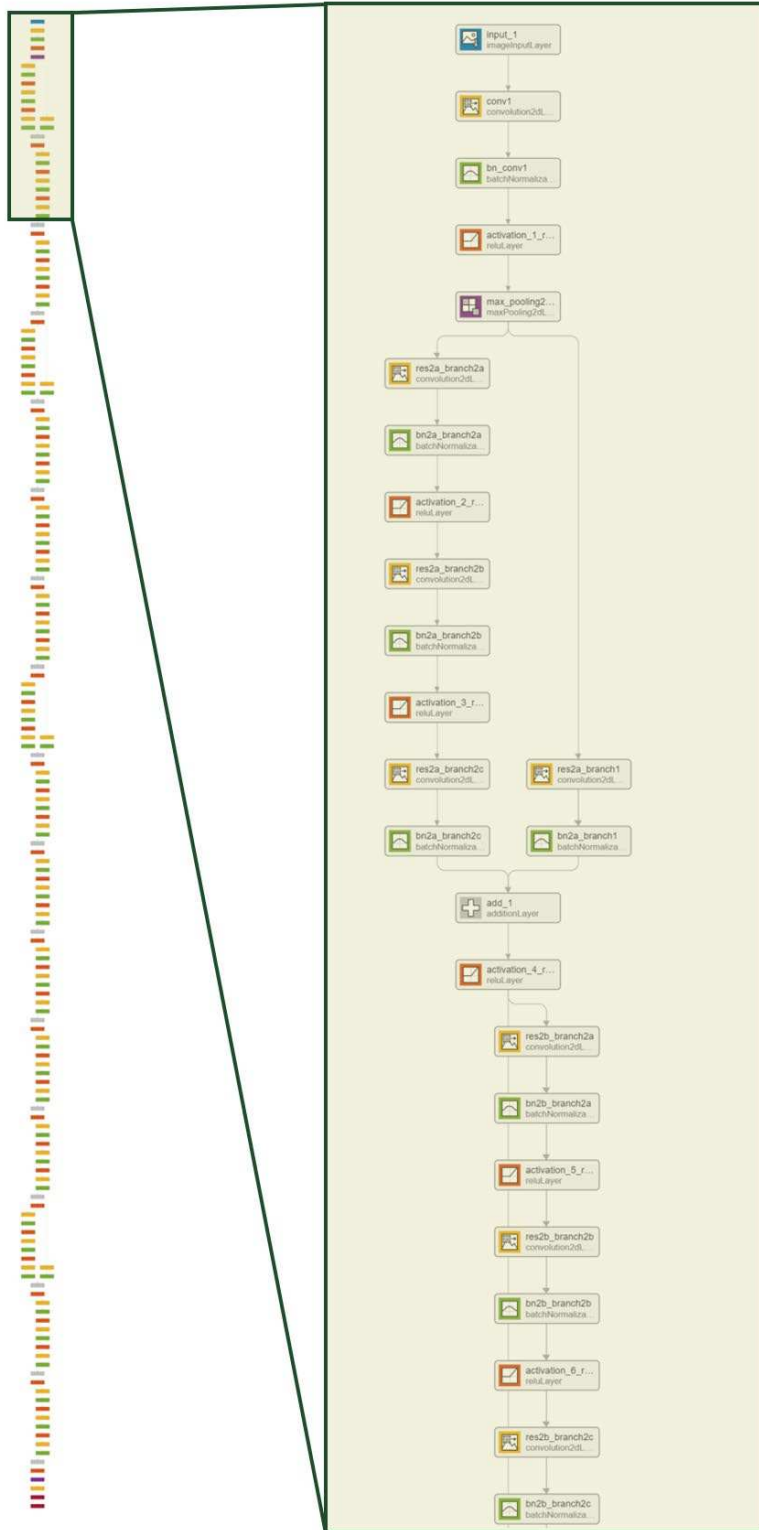 input_1
imageInputLayer
conv1
convolution2dL...
bn_conv1
batchNormaliza...
activation_1_r...
reluLayer
max_pooling2...
maxPooling2dL...
res2a_branch2a
convolution2dL...
bn2a_branch2a
batchNormaliza...
activation_2_r...
reluLayer
res2a_branch2b
convolution2dL...
bn2a_branch2b
batchNormaliza...
activation_3_r...
reluLayer
res2a_branch2c
convolution2dL...
res2a_branch1
convolution2dL...
bn2a_branch2c
batchNormaliza...
bn2a_branch1
batchNormaliza...
add_1
additionLayer
activation_4_r...
reluLayer
res2b_branch2a
convolution2dL...
bn2b_branch2a
batchNormaliza...
activation_5_r...
reluLayer
res2b_branch2b
convolution2dL...
bn2b_branch2b
batchNormaliza...
activation_6_r...
reluLayer
res2b_branch2c
convolution2dL...
bn2b_branch2c
batchNormaliza...